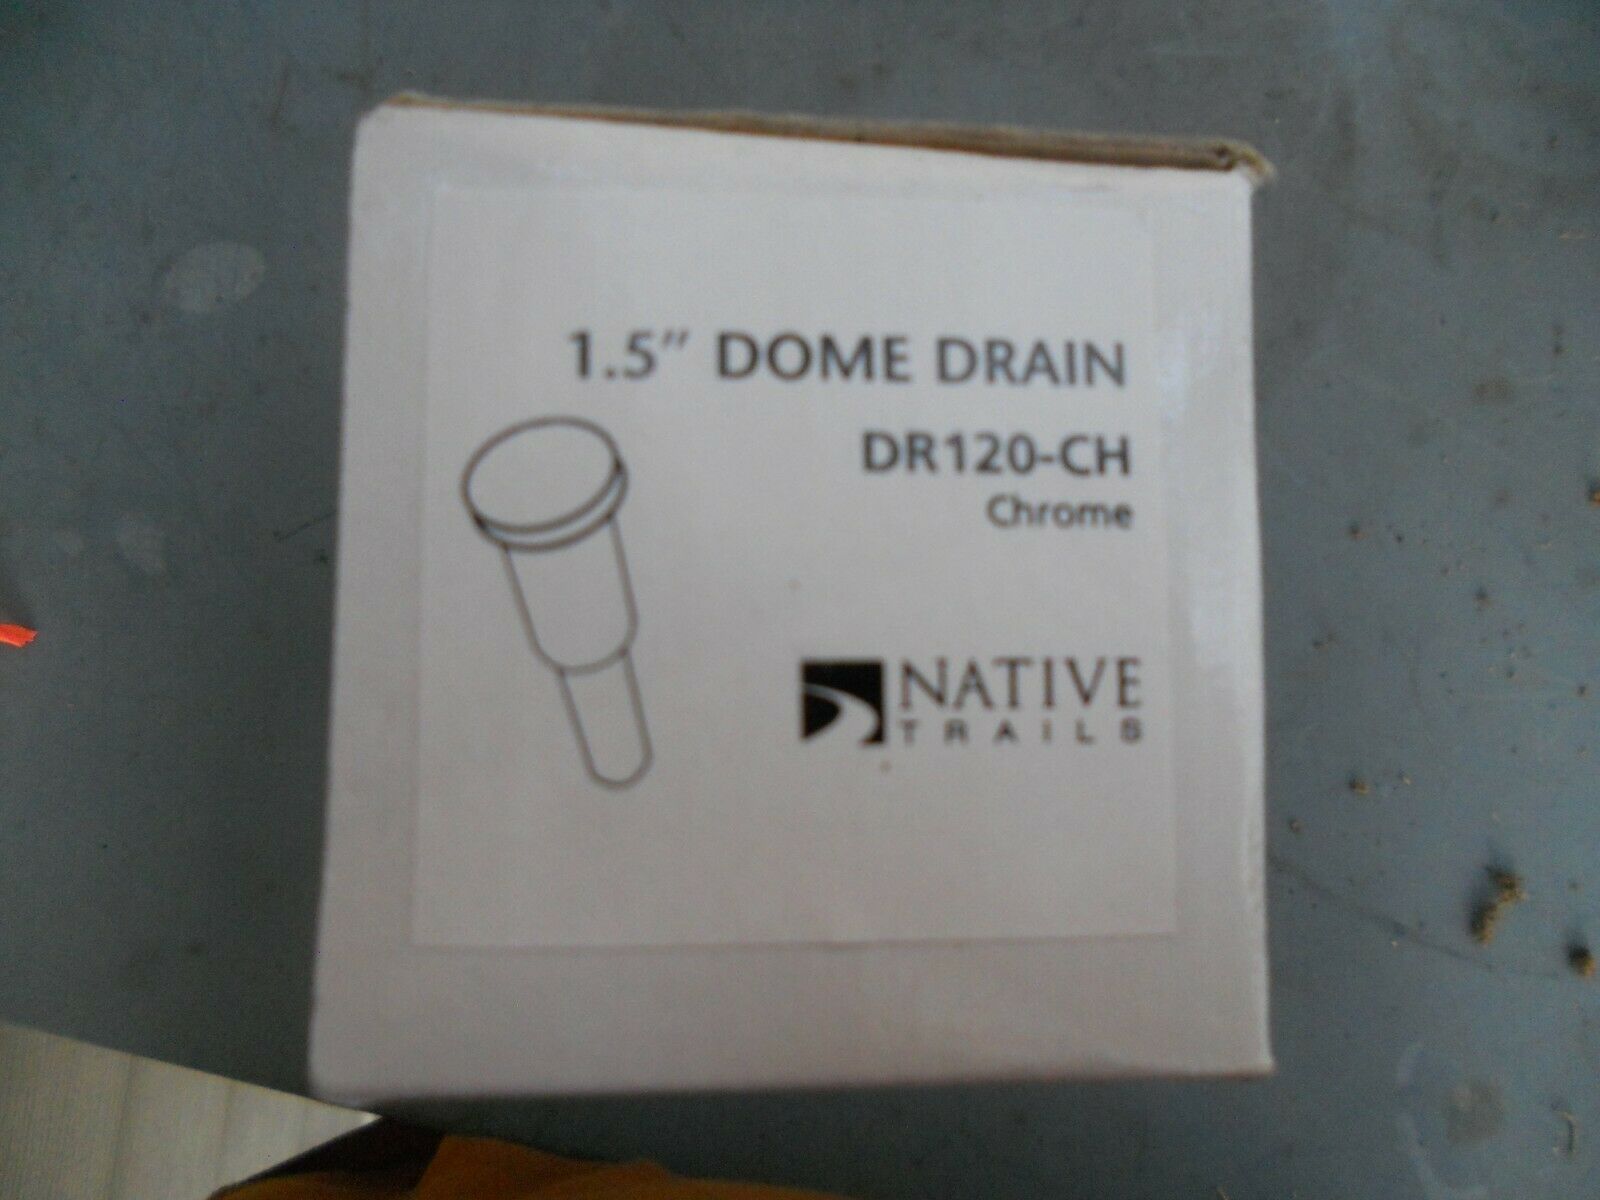 1.5" DOME DRAIN
DR120-CH
Chrome
NATIVE
TRAILS